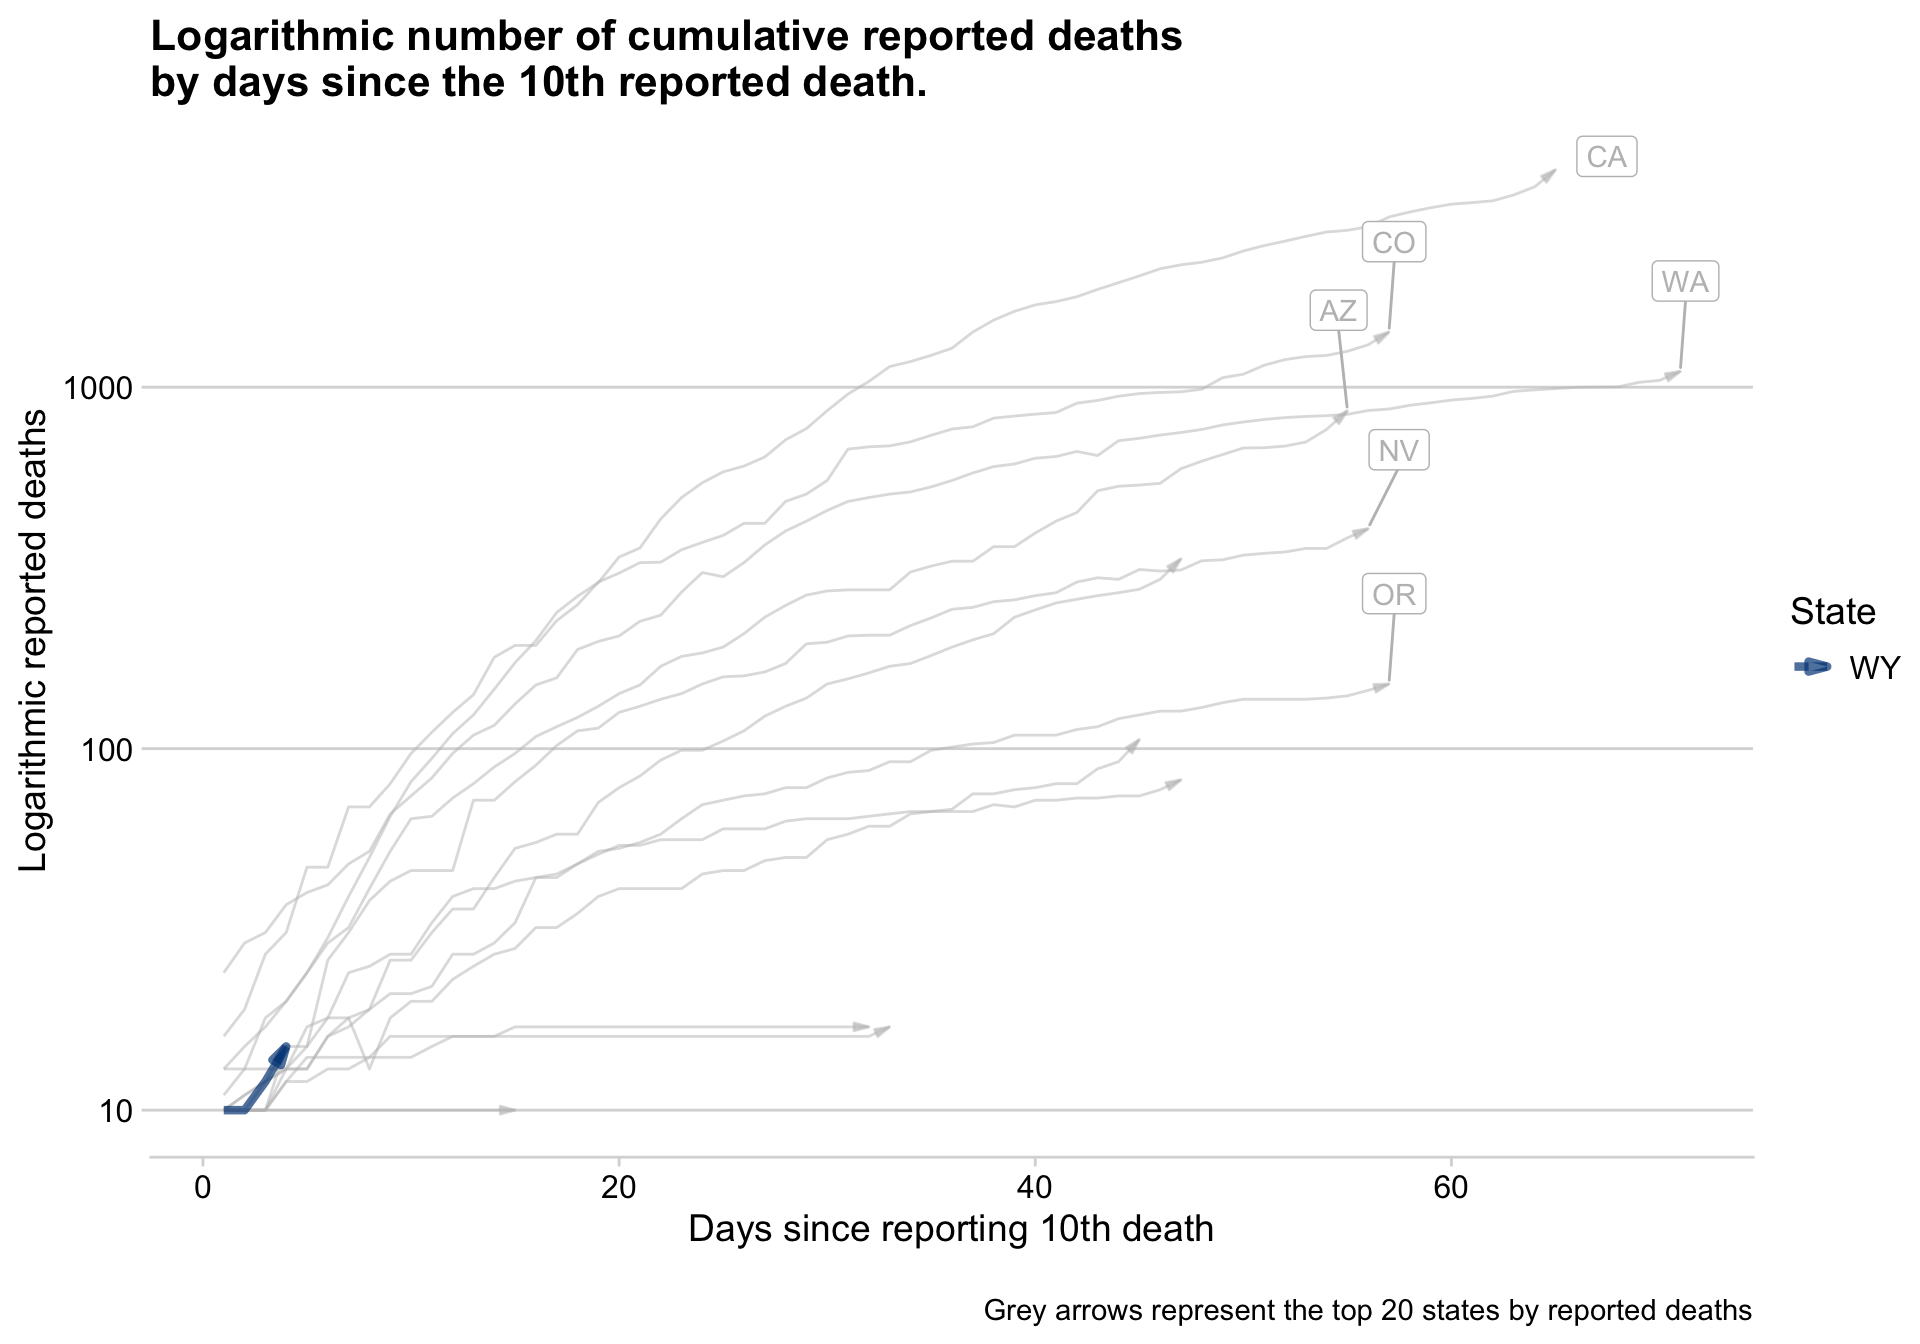 Logarithmic number of cumulative reported deaths
by days since the 10th reported death.
CA
CO
WA
AZ
1000
NV
OR
State
WY
100
10
Logarithmic reported deaths
0 20 40 60
Days since reporting 10th death
Grey arrows represent the top 20 states by reported deaths